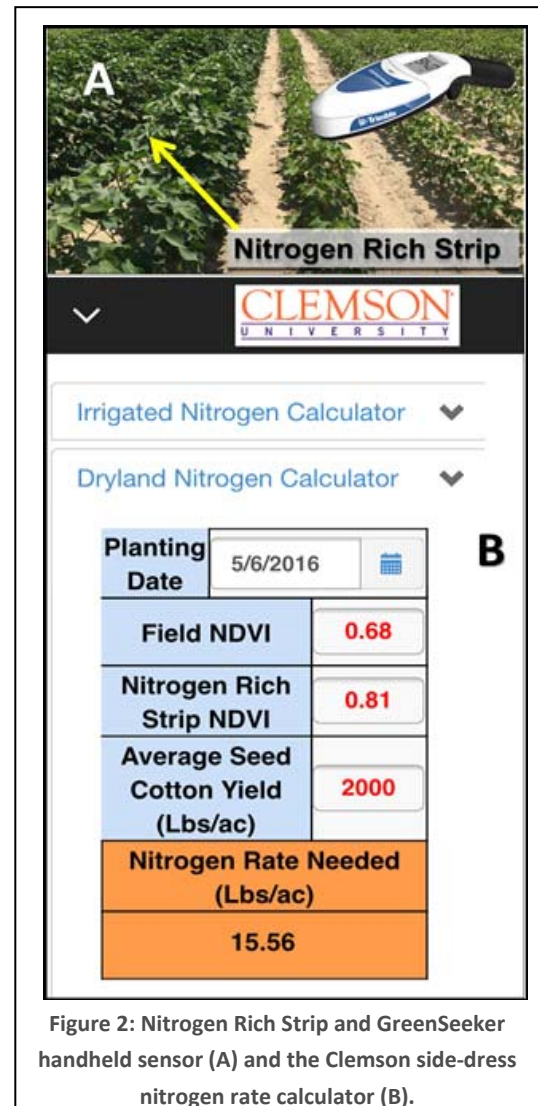 A
Trimble
Nitrogen Rich Strip
CLEMSON
UNIVERSITY
Irrigated Nitrogen Calculator
Dryland Nitrogen Calculator
B
Planting
Date
5/6/2016
Field NDVI
0.68
Nitrogen Rich
Strip NDVI
0.81
Average Seed
Cotton Yield
(Lbs/ac)
2000
Nitrogen Rate Needed
(Lbs/ac)
15.56
Figure 2: Nitrogen Rich Strip and GreenSeeker
handheld sensor (A) and the Clemson side-dress
nitrogen rate calculator (B).